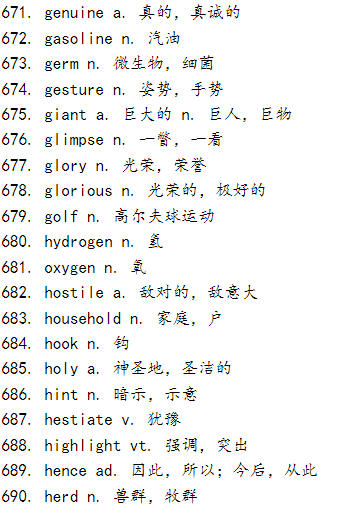 671. genuine a. 真的，真诚的
672. gasoline n. 汽油
673. germ n. 微生物，细菌
674. gesture n. 姿势，手势
675. giant a. 巨大的 n. 巨人，巨物
676. glimpse n. 一瞥，一看
677. glory n. 光荣，荣誉
678. glorious n. 光荣的，极好的
679. golf n. 高尔夫球运动
680. hydrogen n. 氢
681. oxygen n. 氧
682. hostile a. 敌对的，敌意大
683. household n. 家庭，户
684. hook n. 钩
685. holy a. 神圣地，圣洁的
686. hint n. 暗示，示意
687. hestiate v. 犹豫
688. highlight vt. 强调，突出
689. hence ad. 因此，所以；今后，从此
690. herd n. 兽群，牧群